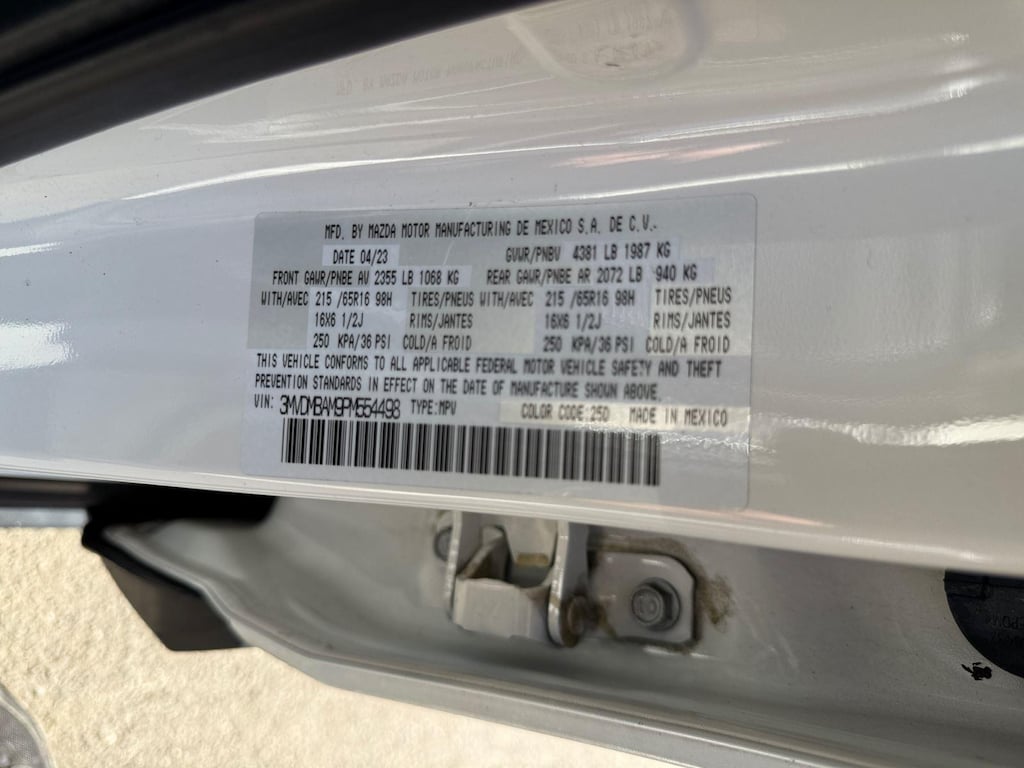 MFD. BY MAZDA MOTOR MANUFACTURING DE MEXICO S.A. DE C.V.
DATE 04/23 GVWR/PNBV 4381 LB 1987 KG
FRONT GAWR/PNBE AV 2355 LB 1068 KG REAR GAWR/PNBE AR 2072 LB 940 KG
WITH/AVEC 215 /65R16 98H TIRES/PNEUS WITH/AVEC 215 /65R16 98H TIRES/PNEUS
16X6 1/2J RIMS/JANTES 16X6 1/2J RIMS/JANTES
250 KPA/36 PSI COLD/A FROID 250 KPA/36 PSI COLD/A FROID
THIS VEHICLE CONFORMS TO ALL APPLICABLE FEDERAL MOTOR VEHICLE SAFETY AND THEFT
PREVENTION STANDARDS IN EFFECT ON THE DATE OF MANUFACTURE SHOWN ABOVE.
VIN: 3MVDMBAM9PM554498 TYPE:MPV COLOR CODE:250 MADE IN MEXICO
10